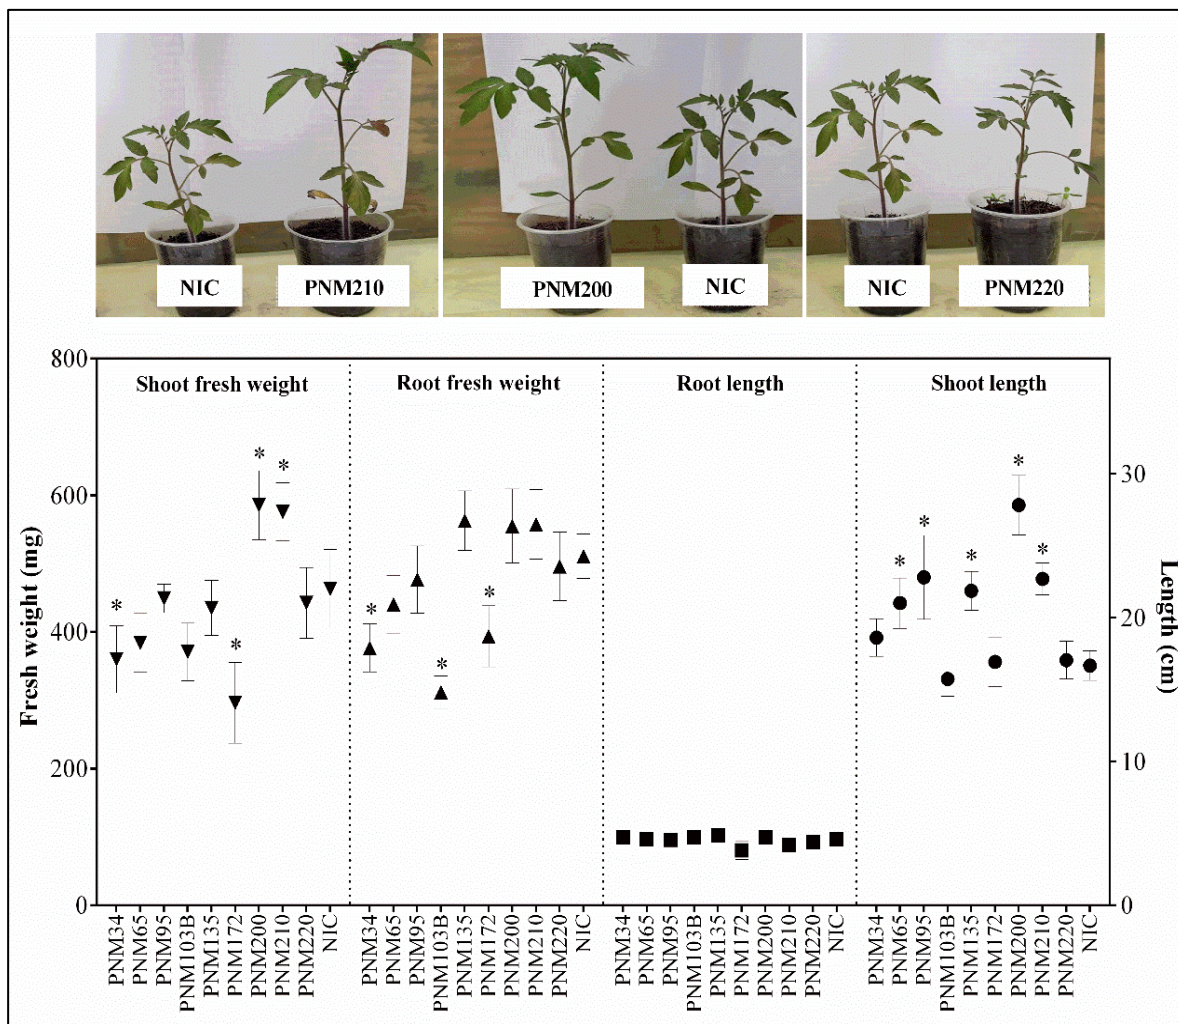 NIC
PNM210
PNM200
NIC
NIC
PNM220
Shoot fresh weight
Root fresh weight
Root length
Shoot length
Fresh weight (mg)
800
600
400
200
0
* * * *
* * *
* * * * *
Length (cm)
30
20
10
0
PNM34
PNM65
PNM95
PNM103B
PNM135
PNM172
PNM200
PNM210
PNM220
NIC
PNM34
PNM65
PNM95
PNM103B
PNM135
PNM172
PNM200
PNM210
PNM220
NIC
PNM34
PNM65
PNM95
PNM103B
PNM135
PNM172
PNM200
PNM210
PNM220
NIC
PNM34
PNM65
PNM95
PNM103B
PNM135
PNM172
PNM200
PNM210
PNM220
NIC